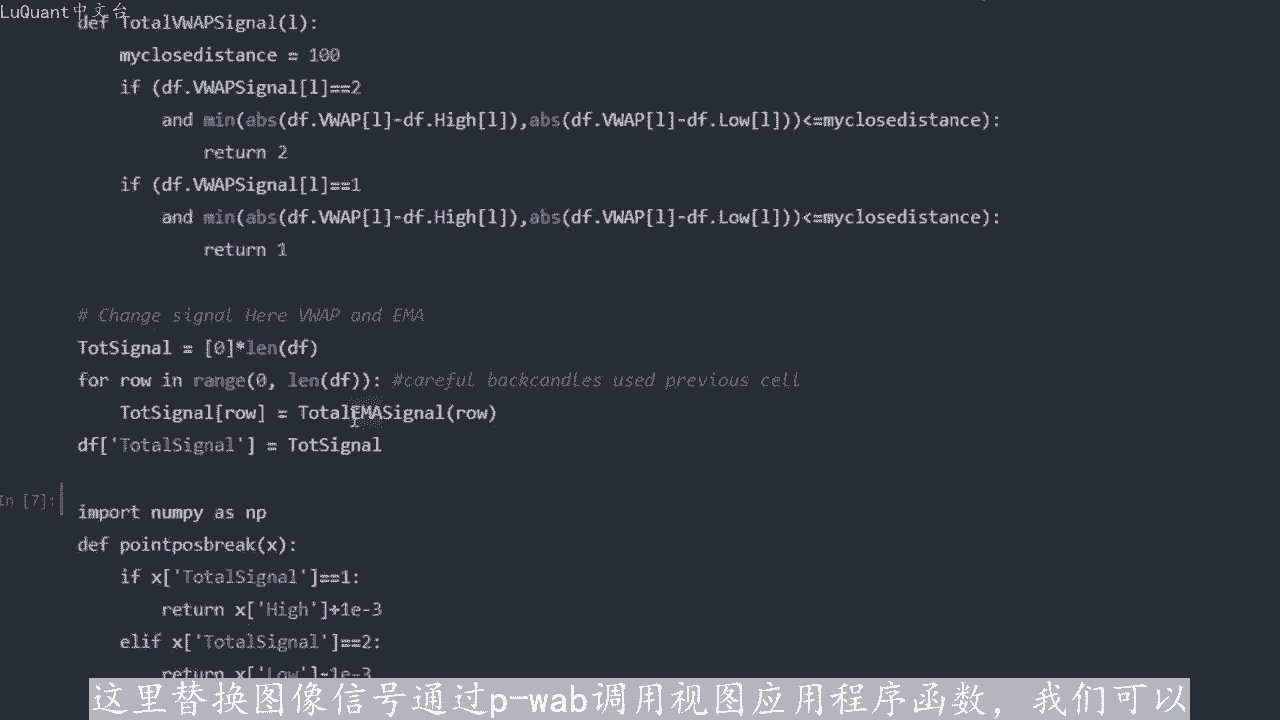 LuQuant中文台
def TotalVWAPSignal(l):
    myclosedistance = 100
    if (df.VWAPSignal[l]==2
        and min(abs(df.VWAP[l]-df.High[l]),abs(df.VWAP[l]-df.Low[l]))<=myclosedistance):
            return 2
    if (df.VWAPSignal[l]==1
        and min(abs(df.VWAP[l]-df.High[l]),abs(df.VWAP[l]-df.Low[l]))<=myclosedistance):
            return 1
# Change signal Here VWAP and EMA
TotSignal = [0]*len(df)
for row in range(0, len(df)): #careful backcandles used previous cell
    TotSignal[row] = TotalEMASignal(row)
df['TotalSignal'] = TotSignal
In [7]:
import numpy as np
def pointposbreak(x):
    if x['TotalSignal']==1:
        return x['High']+1e-3
    elif x['TotalSignal']==2:
        return x['Low']-1e-3
这里替换图像信号通过p-wab调用视图应用程序函数，我们可以